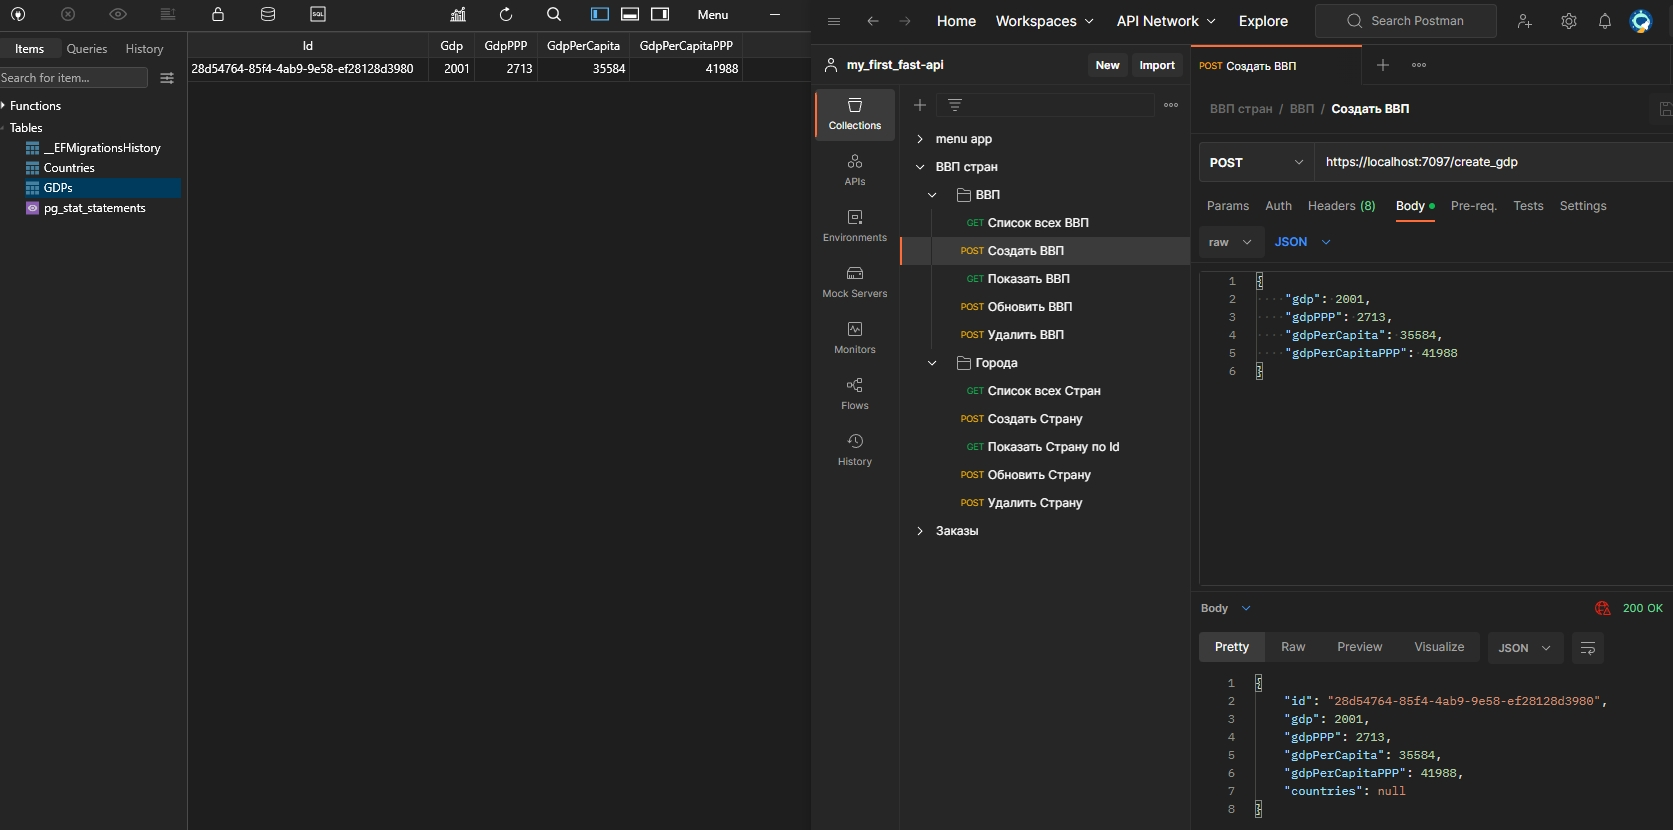 SQL
Menu
Items Queries History
Search for item...
Functions
Tables
__EFMigrationsHistory
Countries
GDPs
pg_stat_statements
Id Gdp GdpPPP GdpPerCapita GdpPerCapitaPPP
28d54764-85f4-4ab9-9e58-ef28128d3980 2001 2713 35584 41988
Home Workspaces API Network Explore Search Postman
my_first_fast-api New Import
Collections
APIs
Environments
Mock Servers
Monitors
Flows
History
menu app
ВВП стран
ВВП
GET Список всех ВВП
POST Создать ВВП
GET Показать ВВП
POST Обновить ВВП
POST Удалить ВВП
Города
GET Список всех Стран
POST Создать Страну
GET Показать Страну по Id
POST Обновить Страну
POST Удалить Страну
Заказы
POST Создать ВВП
ВВП стран / ВВП / Создать ВВП
POST https://localhost:7097/create_gdp
Params Auth Headers (8) Body Pre-req. Tests Settings
raw JSON
1 {
2 "gdp": 2001,
3 "gdpPPP": 2713,
4 "gdpPerCapita": 35584,
5 "gdpPerCapitaPPP": 41988
6 }
Body 200 OK
Pretty Raw Preview Visualize JSON
1 {
2 "id": "28d54764-85f4-4ab9-9e58-ef28128d3980",
3 "gdp": 2001,
4 "gdpPPP": 2713,
5 "gdpPerCapita": 35584,
6 "gdpPerCapitaPPP": 41988,
7 "countries": null
8 }